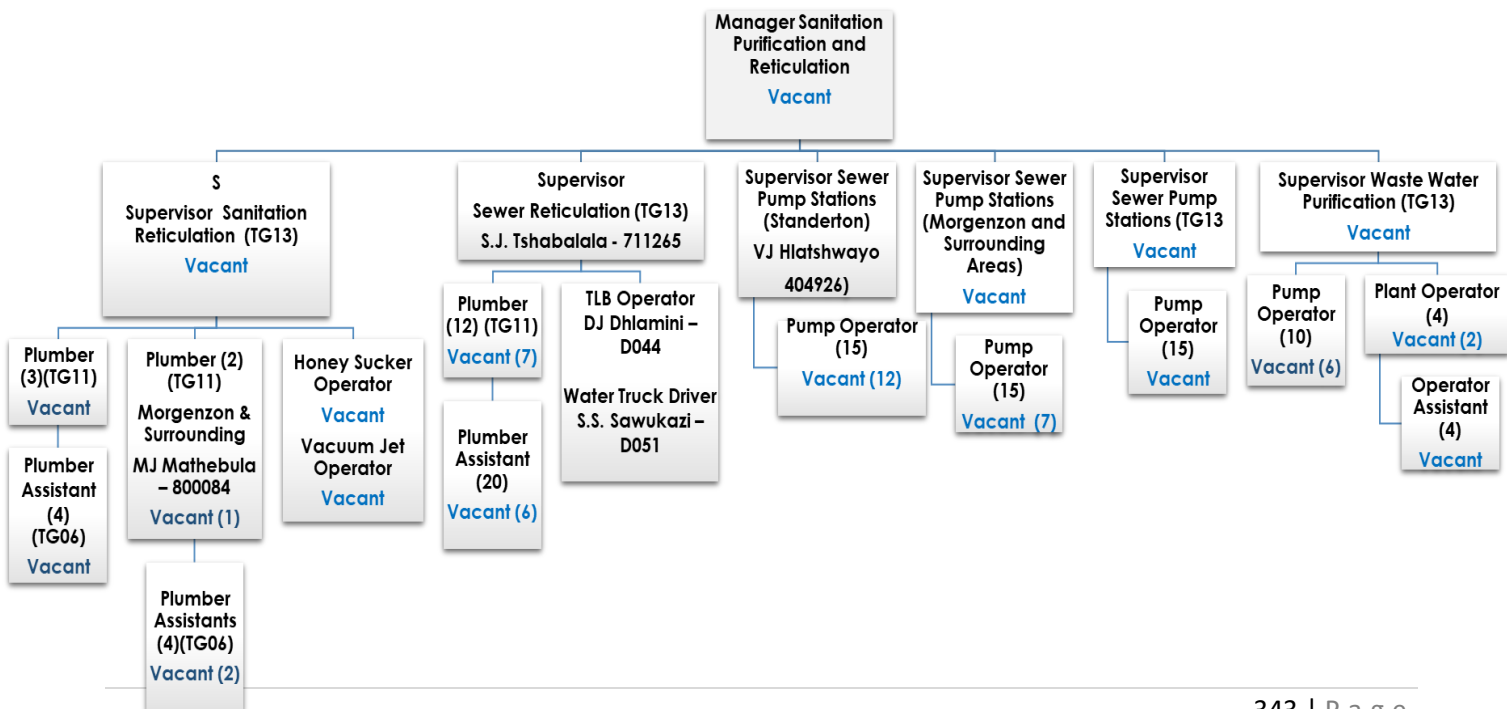 Manager Sanitation
Purification and
Reticulation
Vacant
S
Supervisor Sanitation
Reticulation (TG13)
Vacant
Supervisor
Sewer Reticulation (TG13)
S.J. Tshabalala - 711265
Supervisor Sewer
Pump Stations
(Standerton)
VJ Hlatshwayo
404926)
Supervisor Sewer
Pump Stations
(Morgenzon and
Surrounding
Areas)
Vacant
Supervisor
Sewer Pump
Stations (TG13
Vacant
Supervisor Waste Water
Purification (TG13)
Vacant
Plumber
(3)(TG11)
Vacant
Plumber
Assistant
(4)
(TG06)
Vacant
Plumber (2)
(TG11)
Morgenzon &
Surrounding
MJ Mathebula
– 800084
Vacant (1)
Plumber
Assistants
(4)(TG06)
Vacant (2)
Honey Sucker
Operator
Vacant
Vacuum Jet
Operator
Vacant
Plumber
(12) (TG11)
Vacant (7)
Plumber
Assistant
(20)
Vacant (6)
TLB Operator
DJ Dhlamini –
D044
Water Truck Driver
S.S. Sawukazi –
D051
Pump Operator
(15)
Vacant (12)
Pump
Operator
(15)
Vacant (7)
Pump
Operator
(15)
Vacant
Pump
Operator
(10)
Vacant (6)
Plant Operator
(4)
Vacant (2)
Operator
Assistant
(4)
Vacant
343 | P a g e